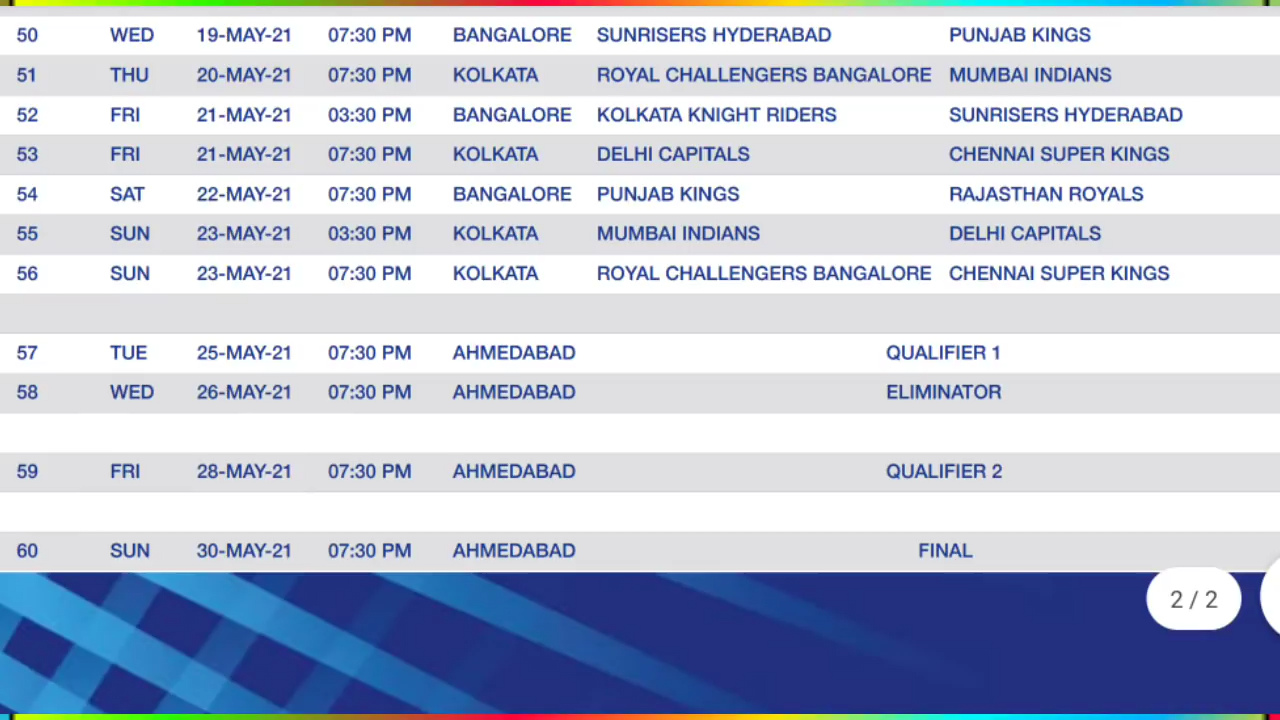 50 WED 19-MAY-21 07:30 PM BANGALORE SUNRISERS HYDERABAD PUNJAB KINGS
51 THU 20-MAY-21 07:30 PM KOLKATA ROYAL CHALLENGERS BANGALORE MUMBAI INDIANS
52 FRI 21-MAY-21 03:30 PM BANGALORE KOLKATA KNIGHT RIDERS SUNRISERS HYDERABAD
53 FRI 21-MAY-21 07:30 PM KOLKATA DELHI CAPITALS CHENNAI SUPER KINGS
54 SAT 22-MAY-21 07:30 PM BANGALORE PUNJAB KINGS RAJASTHAN ROYALS
55 SUN 23-MAY-21 03:30 PM KOLKATA MUMBAI INDIANS DELHI CAPITALS
56 SUN 23-MAY-21 07:30 PM KOLKATA ROYAL CHALLENGERS BANGALORE CHENNAI SUPER KINGS
57 TUE 25-MAY-21 07:30 PM AHMEDABAD QUALIFIER 1
58 WED 26-MAY-21 07:30 PM AHMEDABAD ELIMINATOR
59 FRI 28-MAY-21 07:30 PM AHMEDABAD QUALIFIER 2
60 SUN 30-MAY-21 07:30 PM AHMEDABAD FINAL
2 / 2